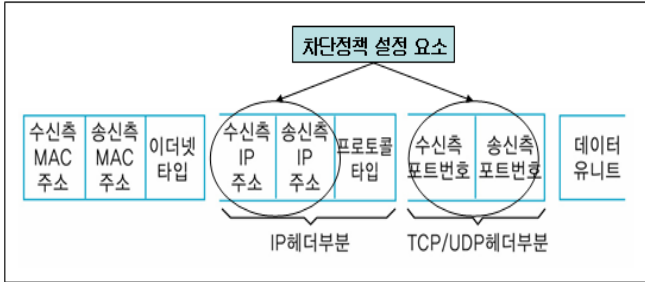 차단정책 설정 요소
수신측
MAC
주소
송신측
MAC
주소
이더넷
타입
수신측
IP
주소
송신측
IP
주소
프로토콜
타입
수신측
포트번호
송신측
포트번호
데이터
유니트
IP헤더부분
TCP/UDP헤더부분